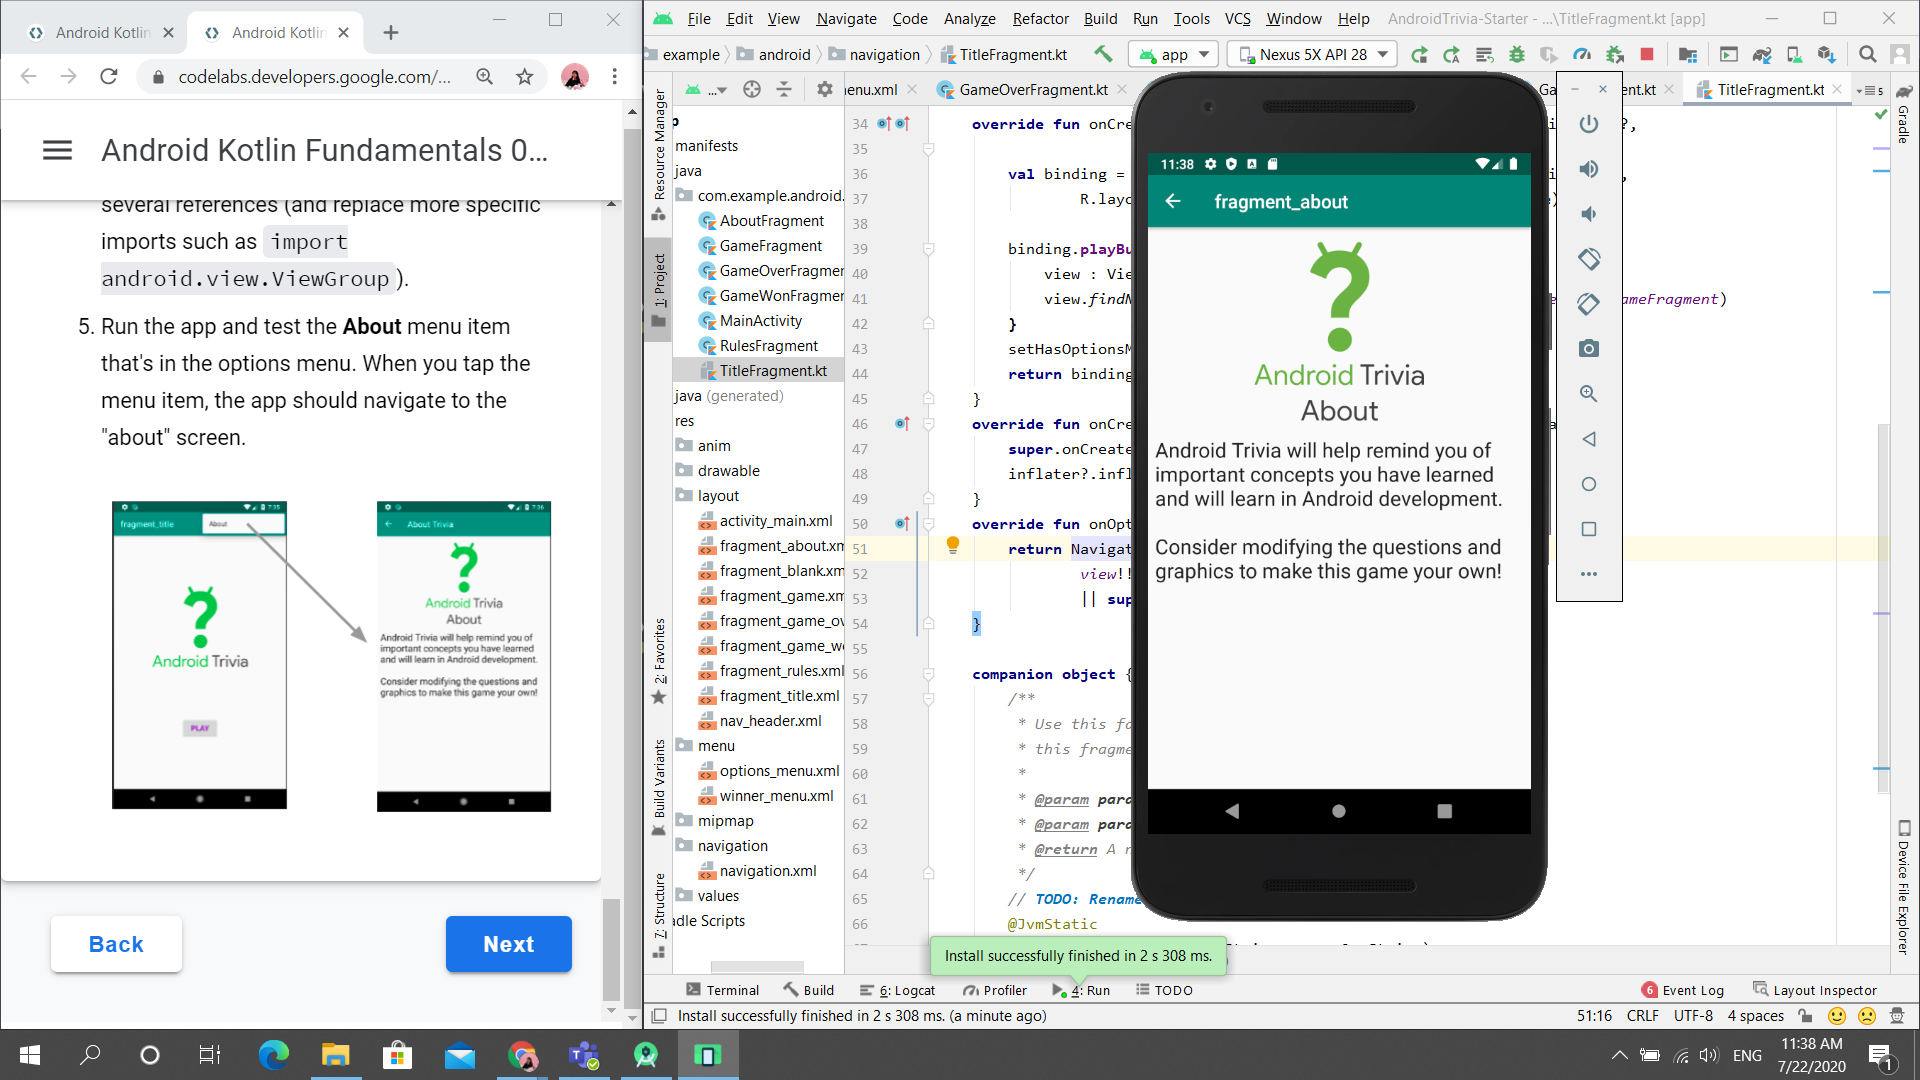 Android Kotlin
Android Kotlin
codelabs.developers.google.com/...
Android Kotlin Fundamentals 0...
several references (and replace more specific
imports such as import
android.view.ViewGroup ).
5. Run the app and test the About menu item
that's in the options menu. When you tap the
menu item, the app should navigate to the
"about" screen.
7:35
fragment_title
About
Android Trivia
PLAY
7:36
About Trivia
Android Trivia
About
Android Trivia will help remind you of
important concepts you have learned
and will learn in Android development.
Consider modifying the questions and
graphics to make this game your own!
Back
Next
File Edit View Navigate Code Analyze Refactor Build Run Tools VCS Window Help AndroidTrivia-Starter - ...\TitleFragment.kt [app]
example android navigation TitleFragment.kt app Nexus 5X API 28
...
enu.xml GameOverFragment.kt Ga ent.kt TitleFragment.kt 5
Resource Manager
1: Project
2: Favorites
Build Variants
7: Structure
p
manifests
java
com.example.android.
AboutFragment
GameFragment
GameOverFragmen
GameWonFragmen
MainActivity
RulesFragment
TitleFragment.kt
java (generated)
res
anim
drawable
layout
activity_main.xml
fragment_about.xm
fragment_blank.xm
fragment_game.xm
fragment_game_ov
fragment_game_w
fragment_rules.xml
fragment_title.xml
nav_header.xml
menu
options_menu.xml
winner_menu.xml
mipmap
navigation
navigation.xml
values
adle Scripts
34 override fun onCre ?,
35
36 val binding = ,
37 R.layo )
38
39 binding.playBu
40 view : Vie
41 view.findN ameFragment)
42 }
43 setHasOptionsM
44 return binding
45 }
46 override fun onCre a
47 super.onCreate
48 inflater?.infl
49 }
50 override fun onOpt
51 return Navigat
52 view!!
53 || sup
54 }
55
56 companion object {
57 /**
58 * Use this fa
59 * this fragme
60 *
61 * @param para
62 * @param para
63 * @return A n
64 */
65 // TODO: Rename
66 @JvmStatic
11:38
fragment_about
Android Trivia
About
Android Trivia will help remind you of
important concepts you have learned
and will learn in Android development.
Consider modifying the questions and
graphics to make this game your own!
Gradle
Device File Explorer
Install successfully finished in 2 s 308 ms.
Terminal Build 6: Logcat Profiler 4: Run TODO 6 Event Log Layout Inspector
Install successfully finished in 2 s 308 ms. (a minute ago) 51:16 CRLF UTF-8 4 spaces
ENG
11:38 AM
7/22/2020
1